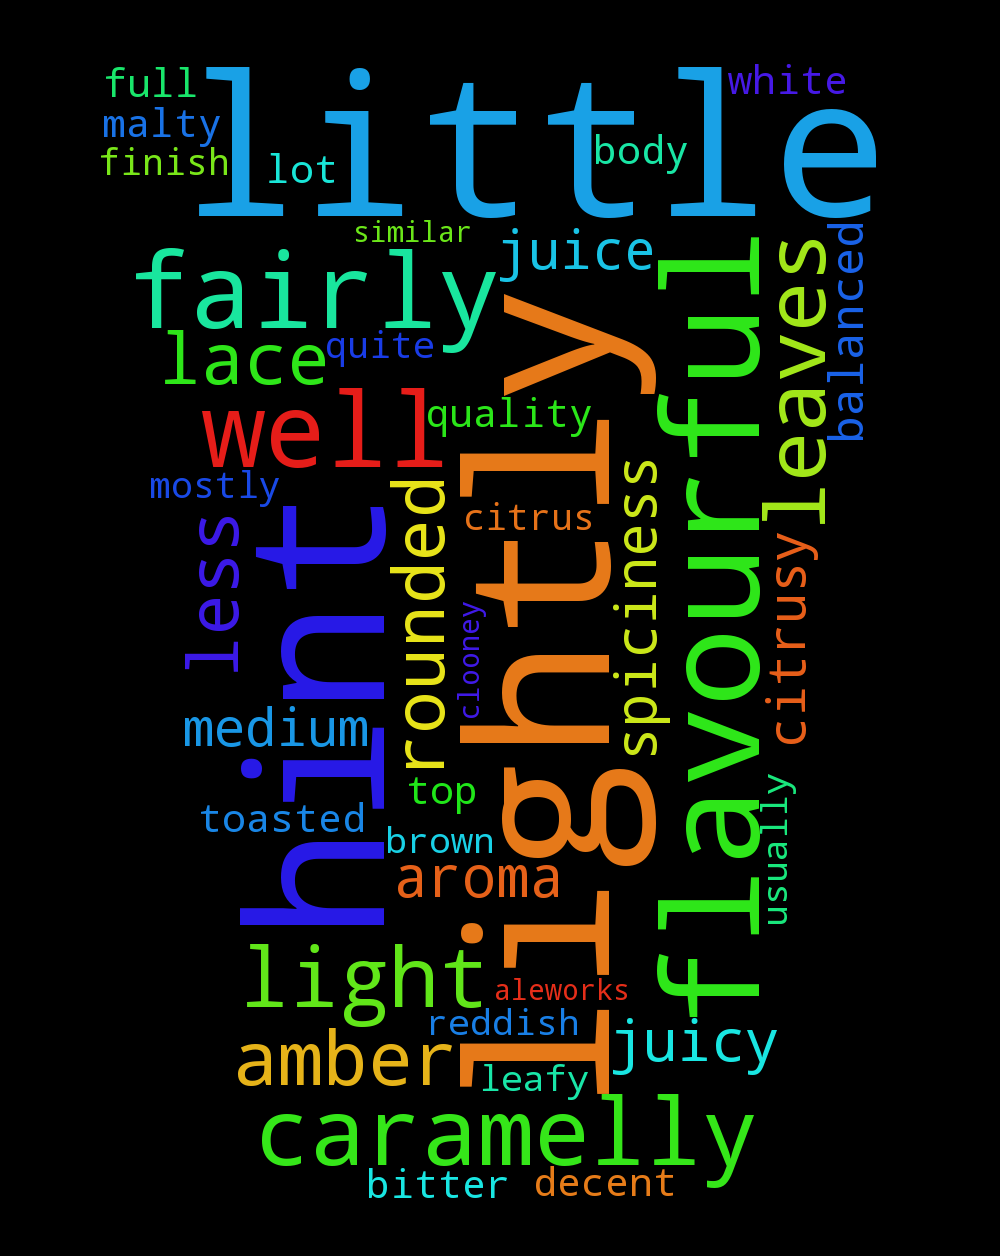 little
full
white
malty
body
finish
lot
similar
juice
fairly
flavourful
leaves
balanced
lace
quite
well
quality
lightly
mostly
hint
less
rounded
citrus
spiciness
citrusy
clooney
medium
top
usually
toasted
brown
aroma
light
aleworks
reddish
juicy
amber
leafy
caramelly
bitter
decent